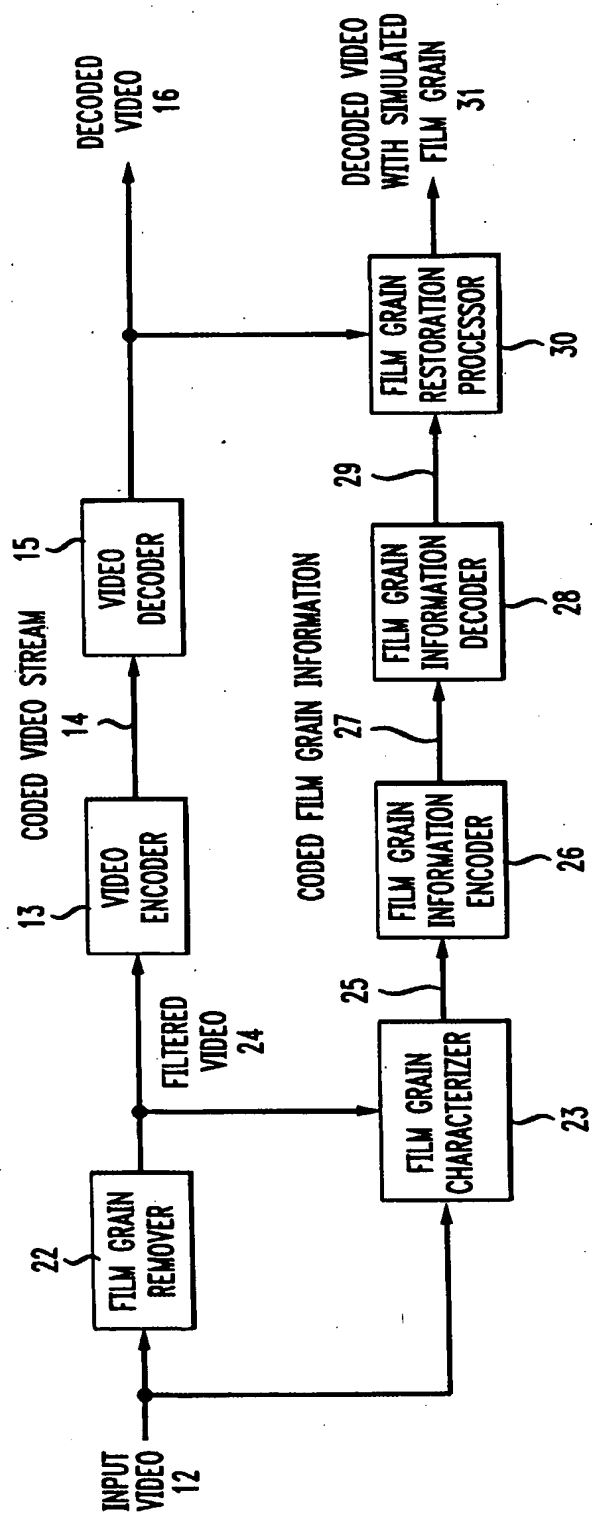 INPUT
VIDEO
12
22
FILM GRAIN
REMOVER
FILTERED
VIDEO
24
13
VIDEO
ENCODER
CODED VIDEO STREAM
14
15
VIDEO
DECODER
DECODED
VIDEO
16
FILM GRAIN
CHARACTERIZER
23
25
FILM GRAIN
INFORMATION
ENCODER
26
CODED FILM GRAIN INFORMATION
27
FILM GRAIN
INFORMATION
DECODER
28
29
FILM GRAIN
RESTORATION
PROCESSOR
30
DECODED VIDEO
WITH SIMULATED
FILM GRAIN
31